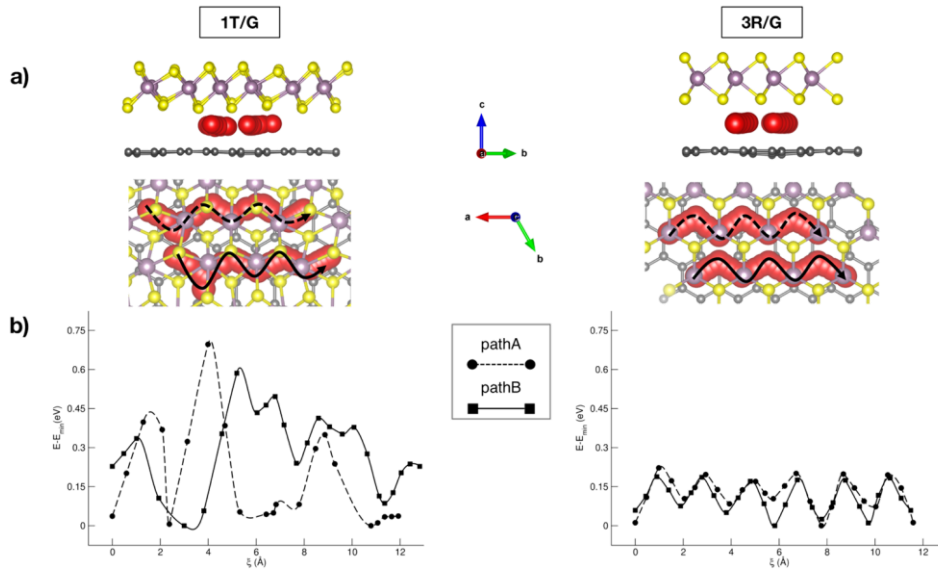 1T/G
3R/G
a)
c
a
b
a
b
b)
pathA
pathB
0.75
0.6
0.45
0.3
0.15
0
E-Emin(eV)
0 2 4 6 8 10 12
ξ (Å)
0.75
0.6
0.45
0.3
0.15
0
E-Emin(eV)
0 2 4 6 8 10 12
ξ (Å)